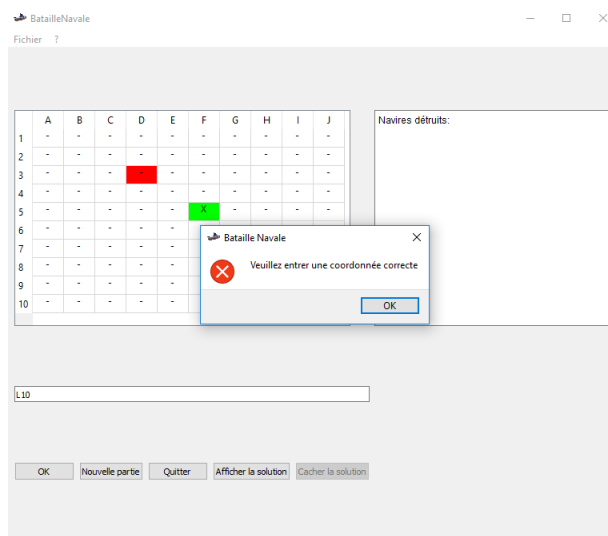 BatailleNavale
Fichier ?
A B C D E F G H I J
Navires détruits:
1 - - - - - - - - - -
2 - - - - - - - - - -
3 - - - - - - - - - -
4 - - - - - - - - - -
5 - - - - - X - - - -
6 - - - - -
Bataille Navale
7 - - - - -
Veuillez entrer une coordonnée correcte
8 - - - - -
9 - - - - -
10 - - - - -
OK
L10
OK Nouvelle partie Quitter Afficher la solution Cacher la solution